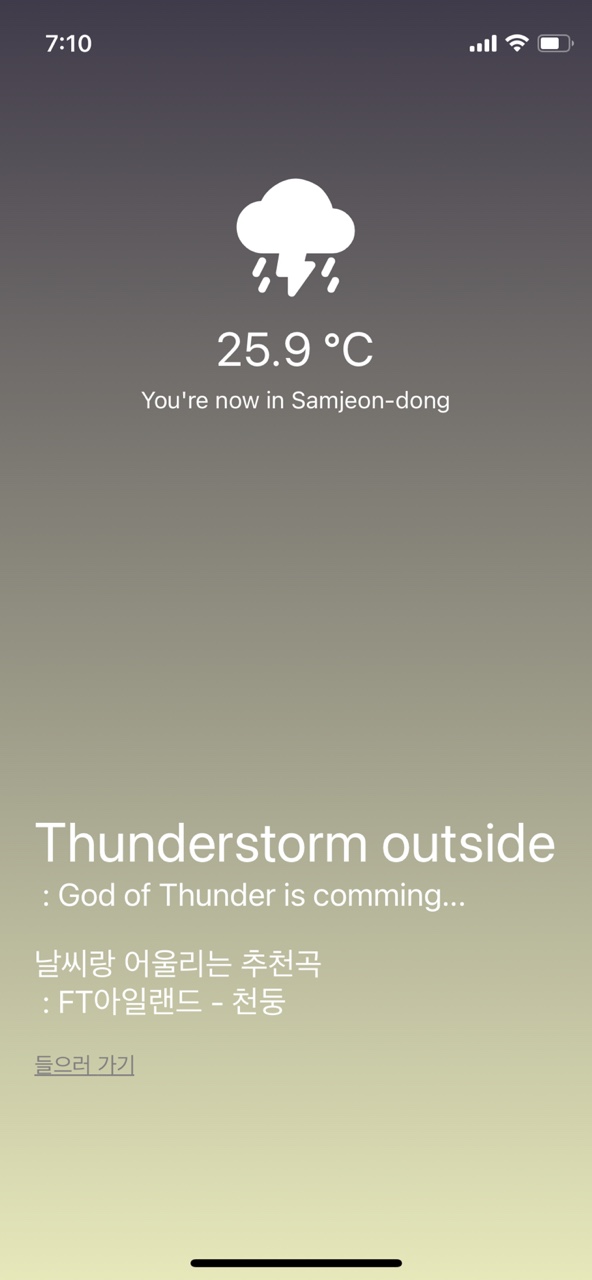 7:10
25.9 °C
You're now in Samjeon-dong
Thunderstorm outside
: God of Thunder is comming...
날씨랑 어울리는 추천곡
: FT아일랜드 - 천둥
들으러 가기